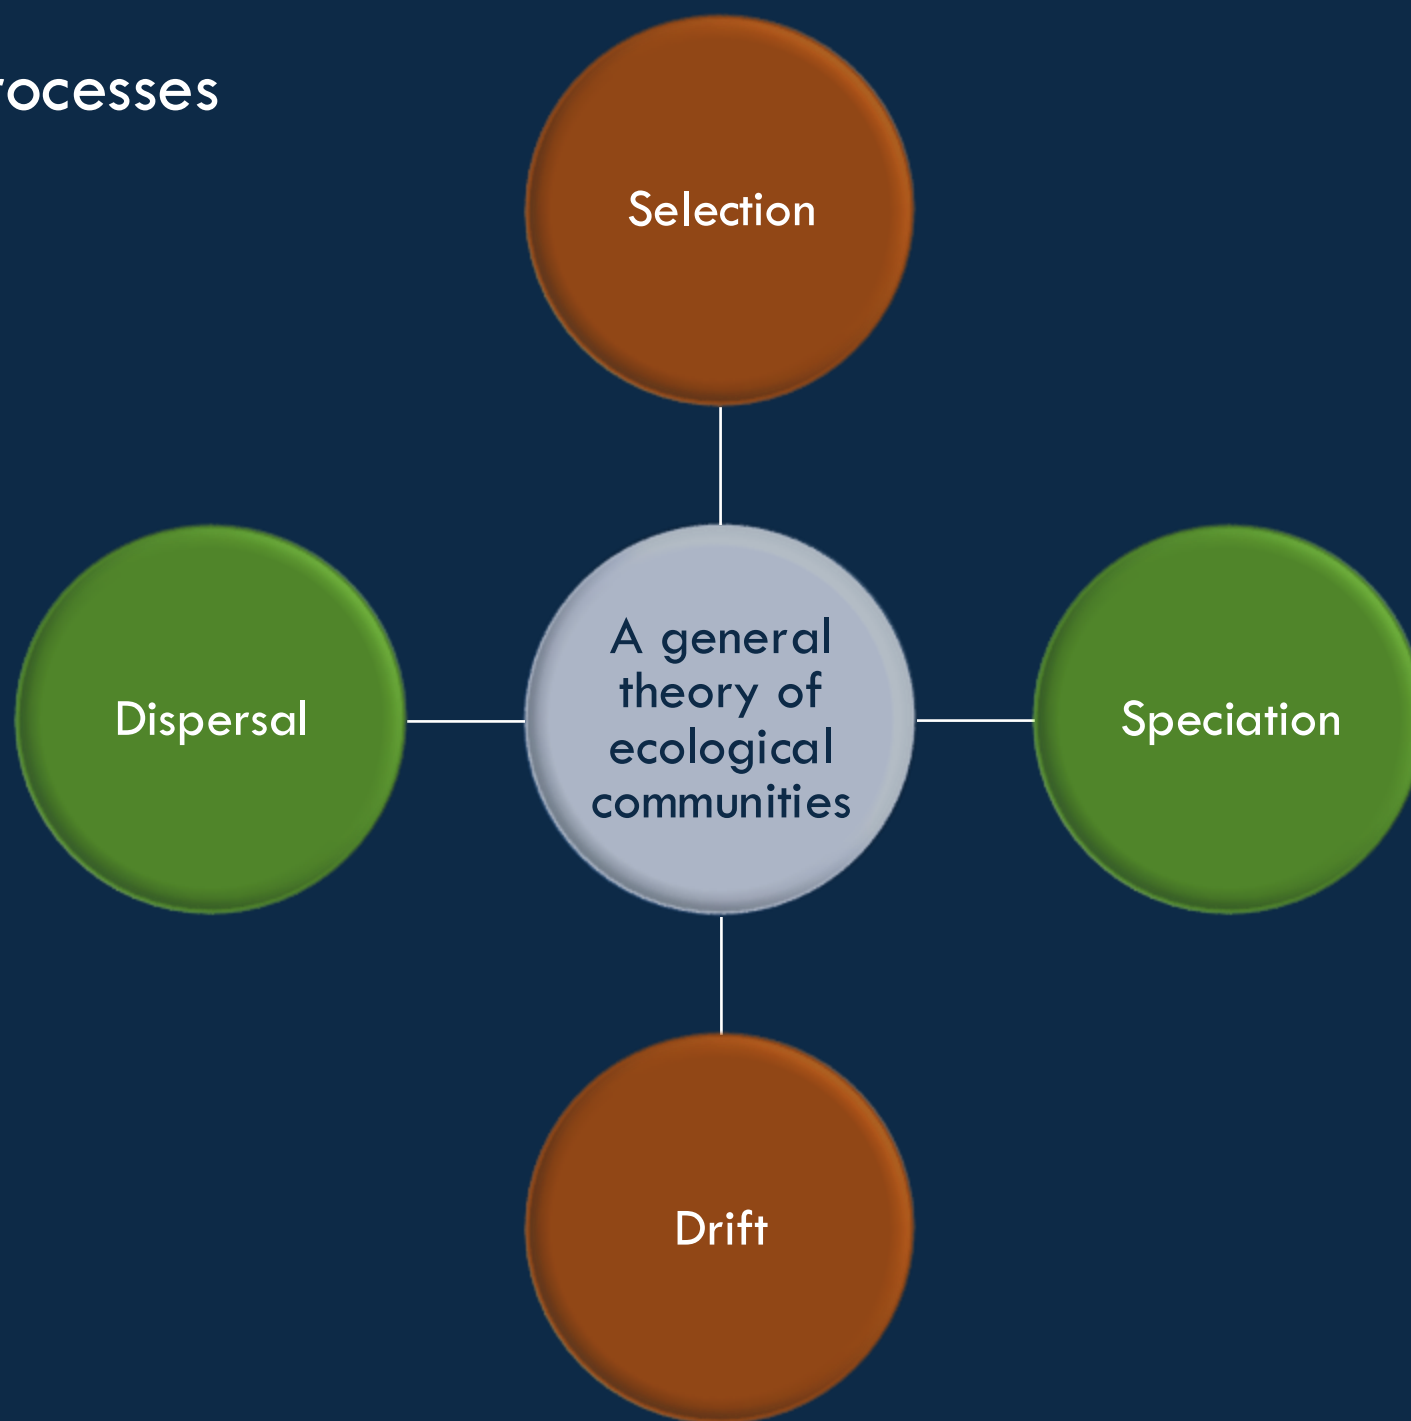 rocesses
Selection
Dispersal
A general
theory of
ecological
communities
Speciation
Drift